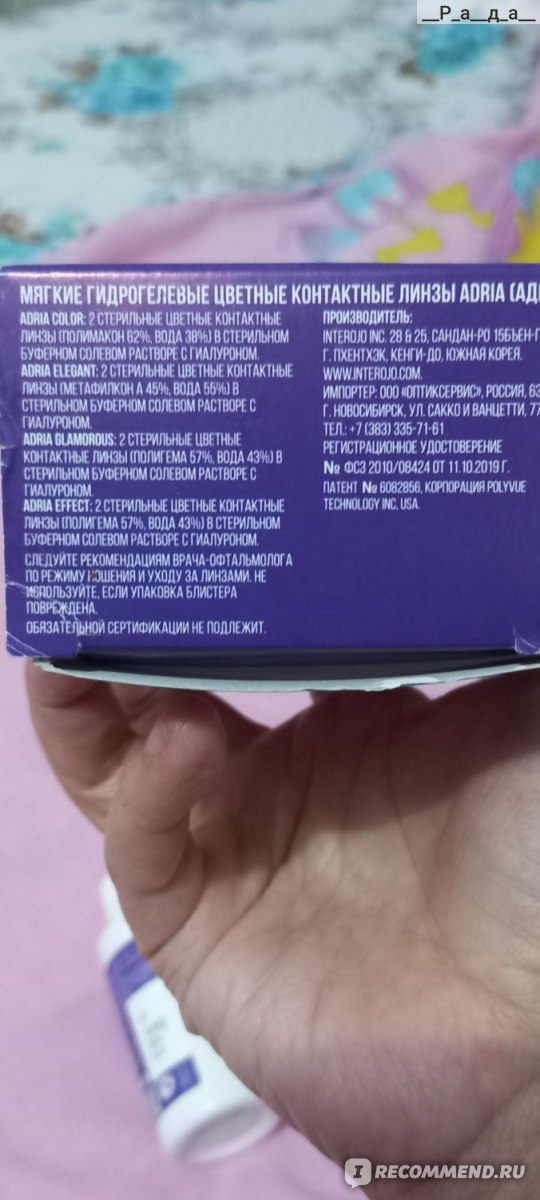 __Р_а__д_а__
МЯГКИЕ ГИДРОГЕЛЕВЫЕ ЦВЕТНЫЕ КОНТАКТНЫЕ ЛИНЗЫ ADRIA
ADRIA COLOR: 2 СТЕРИЛЬНЫЕ ЦВЕТНЫЕ КОНТАКТНЫЕ
ЛИНЗЫ (ПОЛИМАКОН 62%, ВОДА 38%) В СТЕРИЛЬНОМ
БУФЕРНОМ СОЛЕВОМ РАСТВОРЕ С ГИАЛУРОНОМ.
ADRIA ELEGANT: 2 СТЕРИЛЬНЫЕ ЦВЕТНЫЕ КОНТАКТНЫЕ
ЛИНЗЫ (МЕТАФИЛКОН А 45%, ВОДА 55%) В
СТЕРИЛЬНОМ БУФЕРНОМ СОЛЕВОМ РАСТВОРЕ С
ГИАЛУРОНОМ.
ADRIA GLAMOROUS: 2 СТЕРИЛЬНЫЕ ЦВЕТНЫЕ
КОНТАКТНЫЕ ЛИНЗЫ (ПОЛИГЕМА 57%, ВОДА 43%) В
СТЕРИЛЬНОМ БУФЕРНОМ СОЛЕВОМ РАСТВОРЕ С
ГИАЛУРОНОМ.
ADRIA EFFECT: 2 СТЕРИЛЬНЫЕ ЦВЕТНЫЕ КОНТАКТНЫЕ
ЛИНЗЫ (ПОЛИГЕМА 57%, ВОДА 43%) В СТЕРИЛЬНОМ
БУФЕРНОМ СОЛЕВОМ РАСТВОРЕ С ГИАЛУРОНОМ.
СЛЕДУЙТЕ РЕКОМЕНДАЦИЯМ ВРАЧА-ОФТАЛЬМОЛОГА
ПО РЕЖИМУ НОШЕНИЯ И УХОДУ ЗА ЛИНЗАМИ. НЕ
ИСПОЛЬЗУЙТЕ, ЕСЛИ УПАКОВКА БЛИСТЕРА
ПОВРЕЖДЕНА.
ОБЯЗАТЕЛЬНОЙ СЕРТИФИКАЦИИ НЕ ПОДЛЕЖИТ.
ПРОИЗВОДИТЕЛЬ:
INTEROJO INC. 28 & 25, САНДАН-РО 15БЪЕН-Г
Г. ПХЕНТХЭК, КЕНГИ-ДО, ЮЖНАЯ КОРЕЯ.
WWW.INTEROJO.COM.
ИМПОРТЕР: ООО «ОПТИКСЕРВИС», РОССИЯ, 63
Г. НОВОСИБИРСК, УЛ. САККО И ВАНЦЕТТИ, 77
ТЕЛ.: +7 (383) 335-71-61
РЕГИСТРАЦИОННОЕ УДОСТОВЕРЕНИЕ
№ ФСЗ 2010/08424 ОТ 11.10.2019 Г.
ПАТЕНТ № 6082856, КОРПОРАЦИЯ POLYVUE
TECHNOLOGY INC, USA.
IRECOMMEND.RU